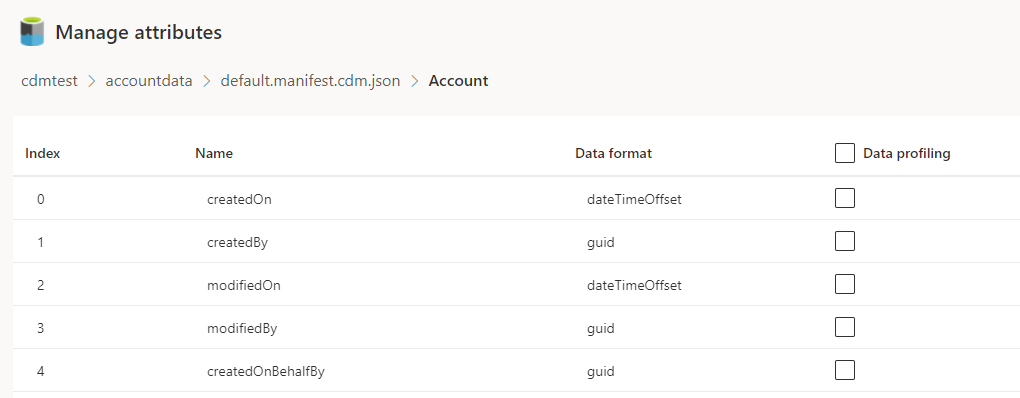 Manage attributes
cdmtest > accountdata > default.manifest.cdm.json > Account
Index Name Data format Data profiling
0 createdOn dateTimeOffset
1 createdBy guid
2 modifiedOn dateTimeOffset
3 modifiedBy guid
4 createdOnBehalfBy guid